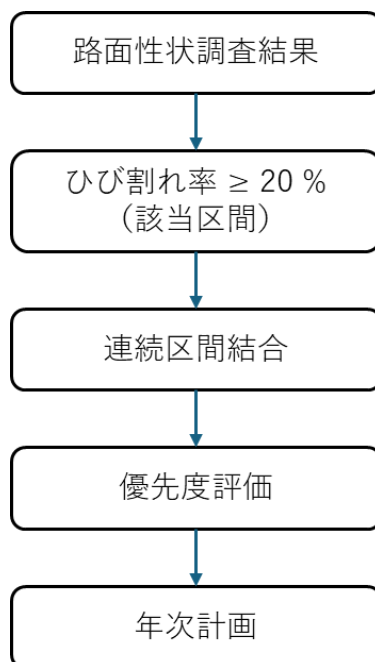 路面性状調査結果
ひび割れ率 ≥ 20 %
（該当区間）
連続区間結合
優先度評価
年次計画